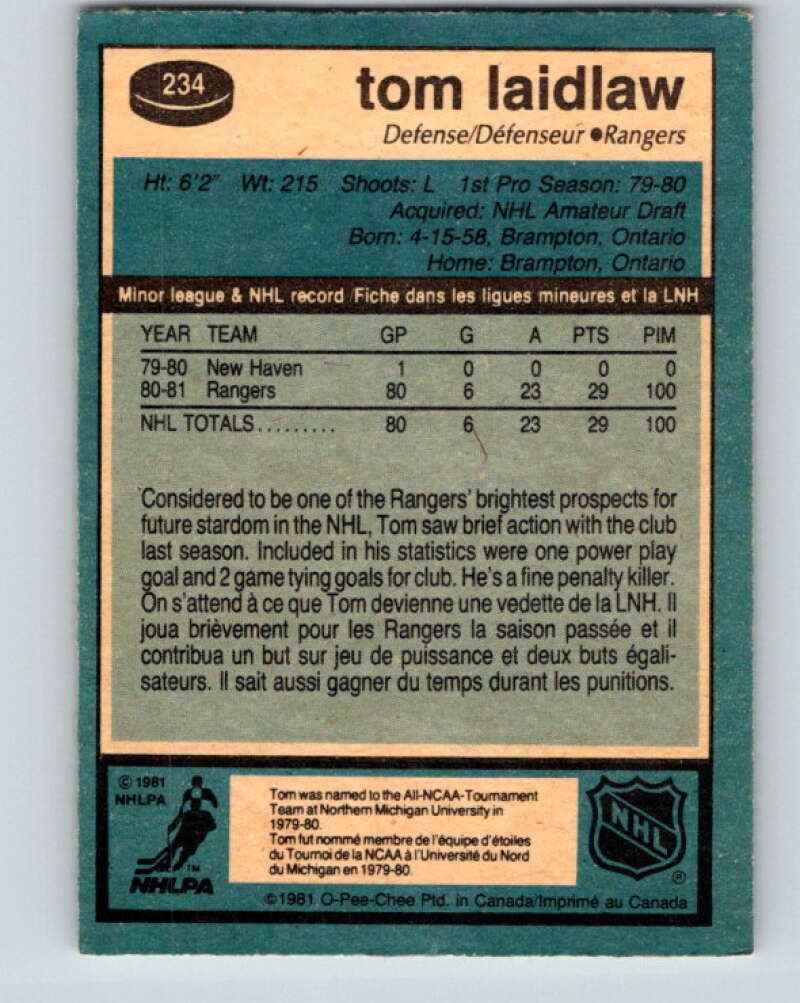 234
tom laidlaw
Defense/Défenseur ●Rangers
Ht: 6'2" Wt: 215 Shoots: L 1st Pro Season: 79-80
Acquired: NHL Amateur Draft
Born: 4-15-58, Brampton, Ontario
Home: Brampton, Ontario
Minor league & NHL record/Fiche dans les ligues mineures et la LNH
YEAR TEAM GP G A PTS PIM
79-80 New Haven 1 0 0 0 0
80-81 Rangers 80 6 23 29 100
NHL TOTALS......... 80 6 23 29 100
Considered to be one of the Rangers' brightest prospects for
future stardom in the NHL, Tom saw brief action with the club
last season. Included in his statistics were one power play
goal and 2 game tying goals for club. He's a fine penalty killer.
On s'attend à ce que Tom devienne une vedette de la LNH. Il
joua brièvement pour les Rangers la saison passée et il
contribua un but sur jeu de puissance et deux buts égali-
sateurs. Il sait aussi gagner du temps durant les punitions.
© 1981
NHLPA
TM
NHLPA
Tom was named to the All-NCAA-Tournament
Team at Northern Michigan University in
1979-80.
Tom fut nommé membre de l'équipe d'étoiles
du Tournoi de la NCAA à l'Université du Nord
du Michigan en 1979-80.
NHL
®
©1981 O-Pee-Chee Ptd. in Canada/Imprimé au Canada